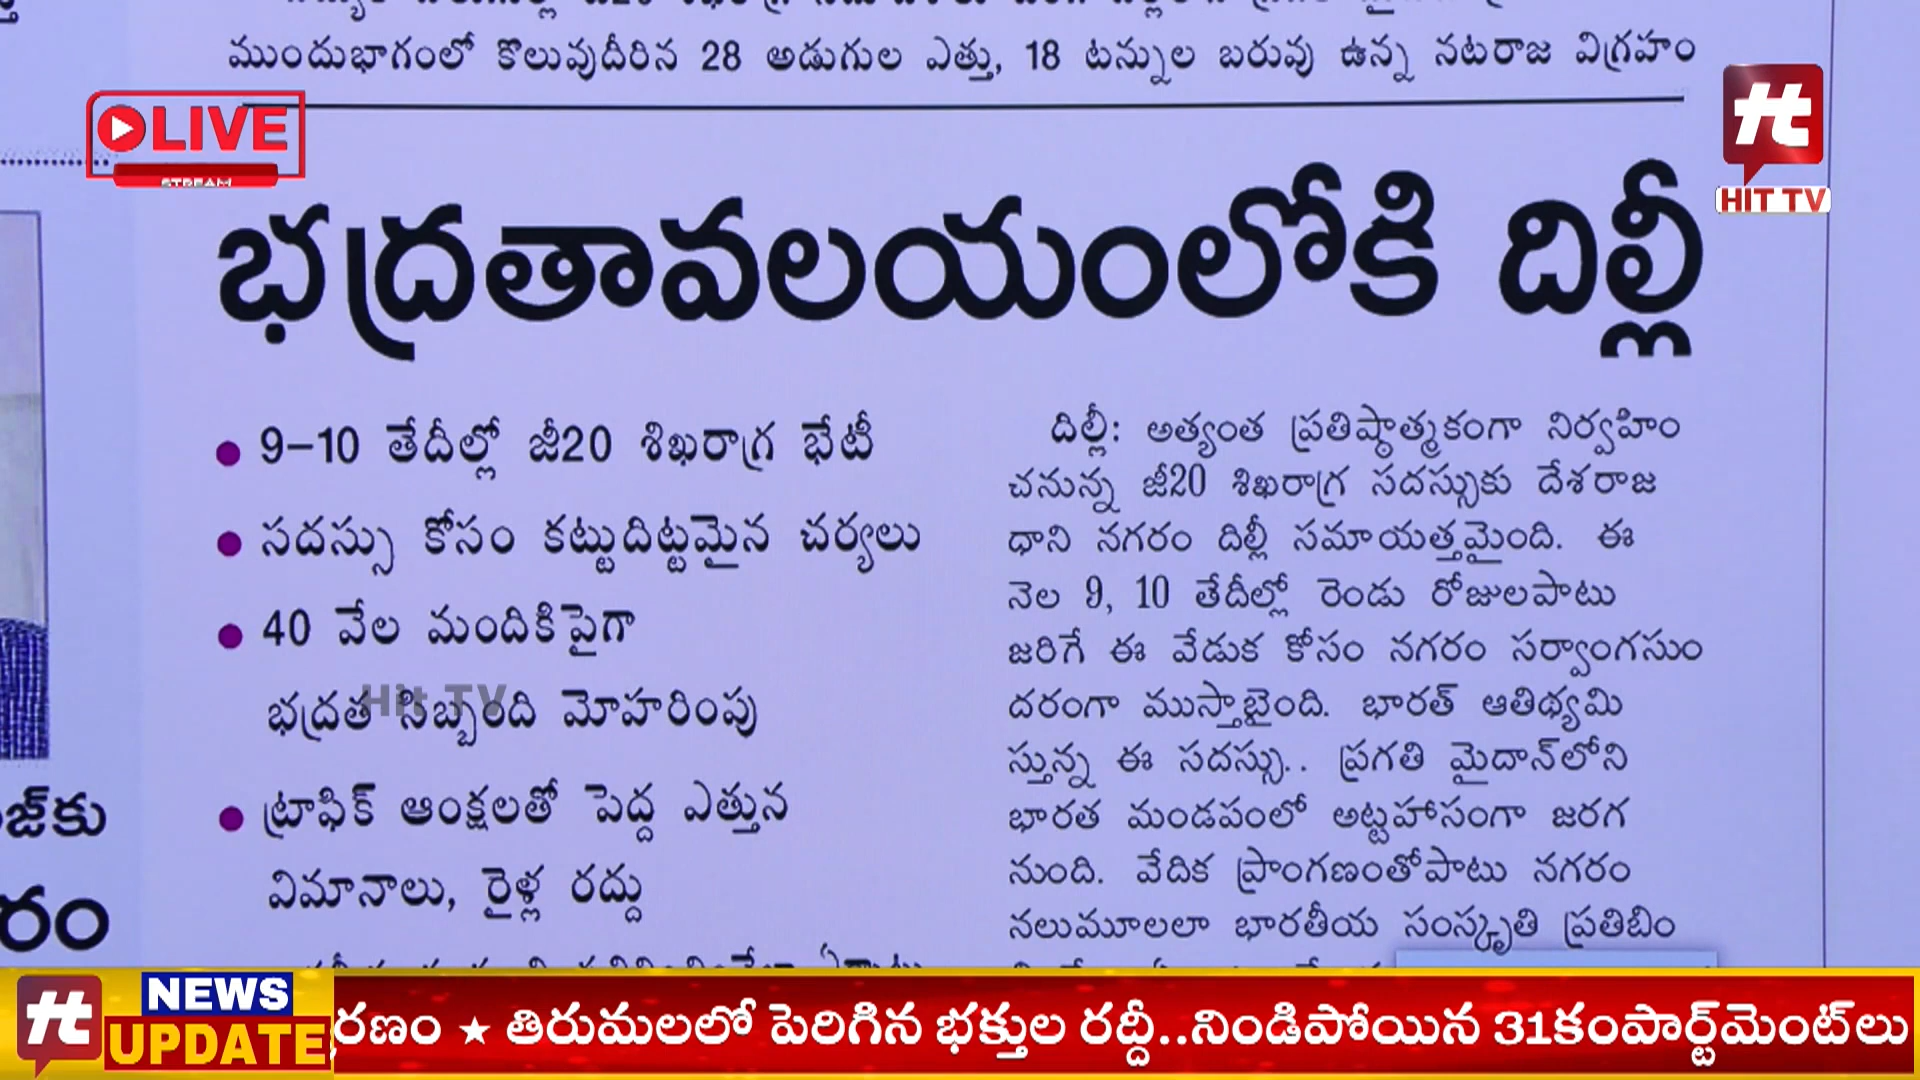 ముందుభాగంలో కొలువుదీరిన 28 అడుగుల ఎత్తు, 18 టన్నుల బరువు ఉన్న నటరాజ విగ్రహం
LIVE
STREAM
HIT TV
భద్రతావలయంలోకి దిల్లీ
● 9-10 తేదీల్లో జీ20 శిఖరాగ్ర భేటీ
● సదస్సు కోసం కట్టుదిట్టమైన చర్యలు
● 40 వేల మందికిపైగా
భద్రత సిబ్బంది మోహరింపు
Hit TV
● ట్రాఫిక్ ఆంక్షలతో పెద్ద ఎత్తున
విమానాలు, రైళ్ల రద్దు
దిల్లీ: అత్యంత ప్రతిష్ఠాత్మకంగా నిర్వహిం
చనున్న జీ20 శిఖరాగ్ర సదస్సుకు దేశరాజ
ధాని నగరం దిల్లీ సమాయత్తమైంది. ఈ
నెల 9, 10 తేదీల్లో రెండు రోజులపాటు
జరిగే ఈ వేడుక కోసం నగరం సర్వాంగసుం
దరంగా ముస్తాబైంది. భారత్ ఆతిథ్యమి
స్తున్న ఈ సదస్సు.. ప్రగతి మైదాన్‌లోని
భారత మండపంలో అట్టహాసంగా జరగ
నుంది. వేదిక ప్రాంగణంతోపాటు నగరం
నలుమూలలా భారతీయ సంస్కృతి ప్రతిబిం
జ్‌కు
రం
NEWS
UPDATE
రణం ★ తిరుమలలో పెరిగిన భక్తుల రద్దీ..నిండిపోయిన 31కంపార్ట్‌మెంట్‌లు